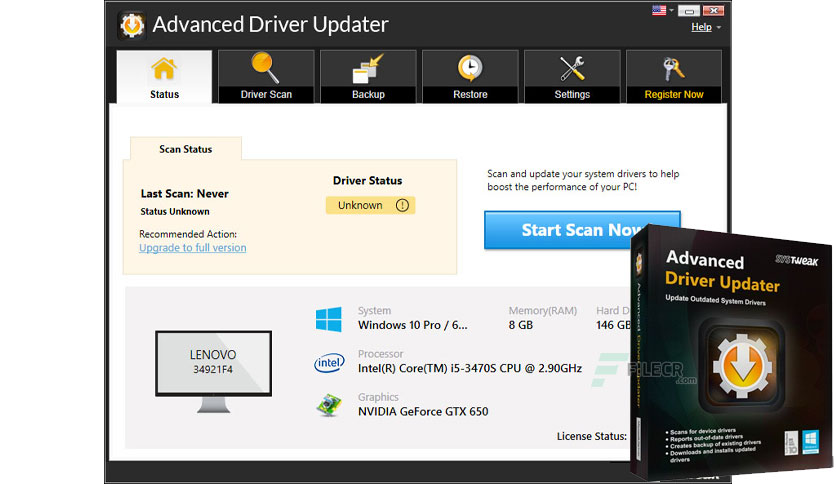 Advanced Driver Updater
Help
Status
Driver Scan
Backup
Restore
Settings
Register Now
Scan Status
Last Scan: Never
Status Unknown
Recommended Action:
Upgrade to full version
Driver Status
Unknown
Scan and update your system drivers to help
boost the performance of your PC!
Start Scan Now
LENOVO
34921F4
System
Windows 10 Pro / 6...
Memory(RAM)
8 GB
Hard D
146 GB
Processor
Intel(R) Core(TM) i5-3470S CPU @ 2.90GHz
intel
Graphics
NVIDIA GeForce GTX 650
License Status:
FILECR
.com
SYSTweak
Advanced
Driver Updater
Update Outdated System Drivers
Advanced Driver Updater
• Scans for device drivers
• Reports out-of-date drivers
• Creates backup of existing drivers
• Downloads and installs updated
drivers